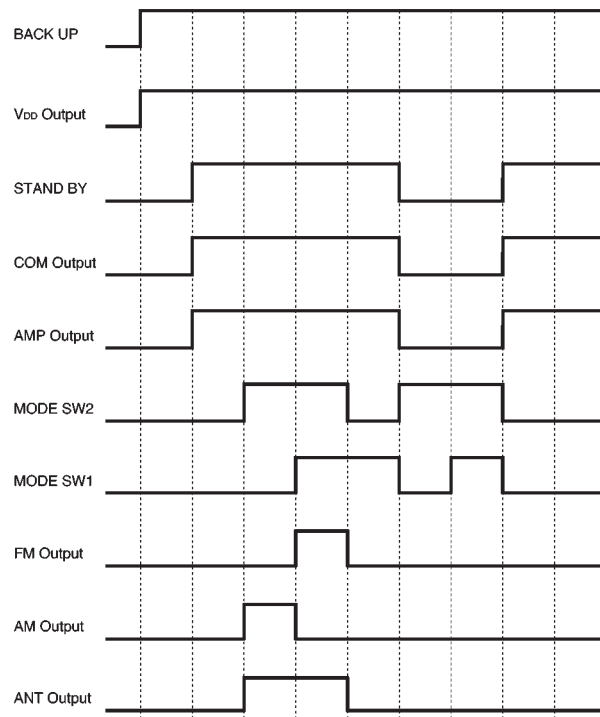 BACK UP
VDD Output
STAND BY
COM Output
AMP Output
MODE SW2
MODE SW1
FM Output
AM Output
ANT Output